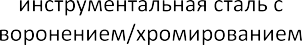 инструментальная сталь с
воронением/хромированием